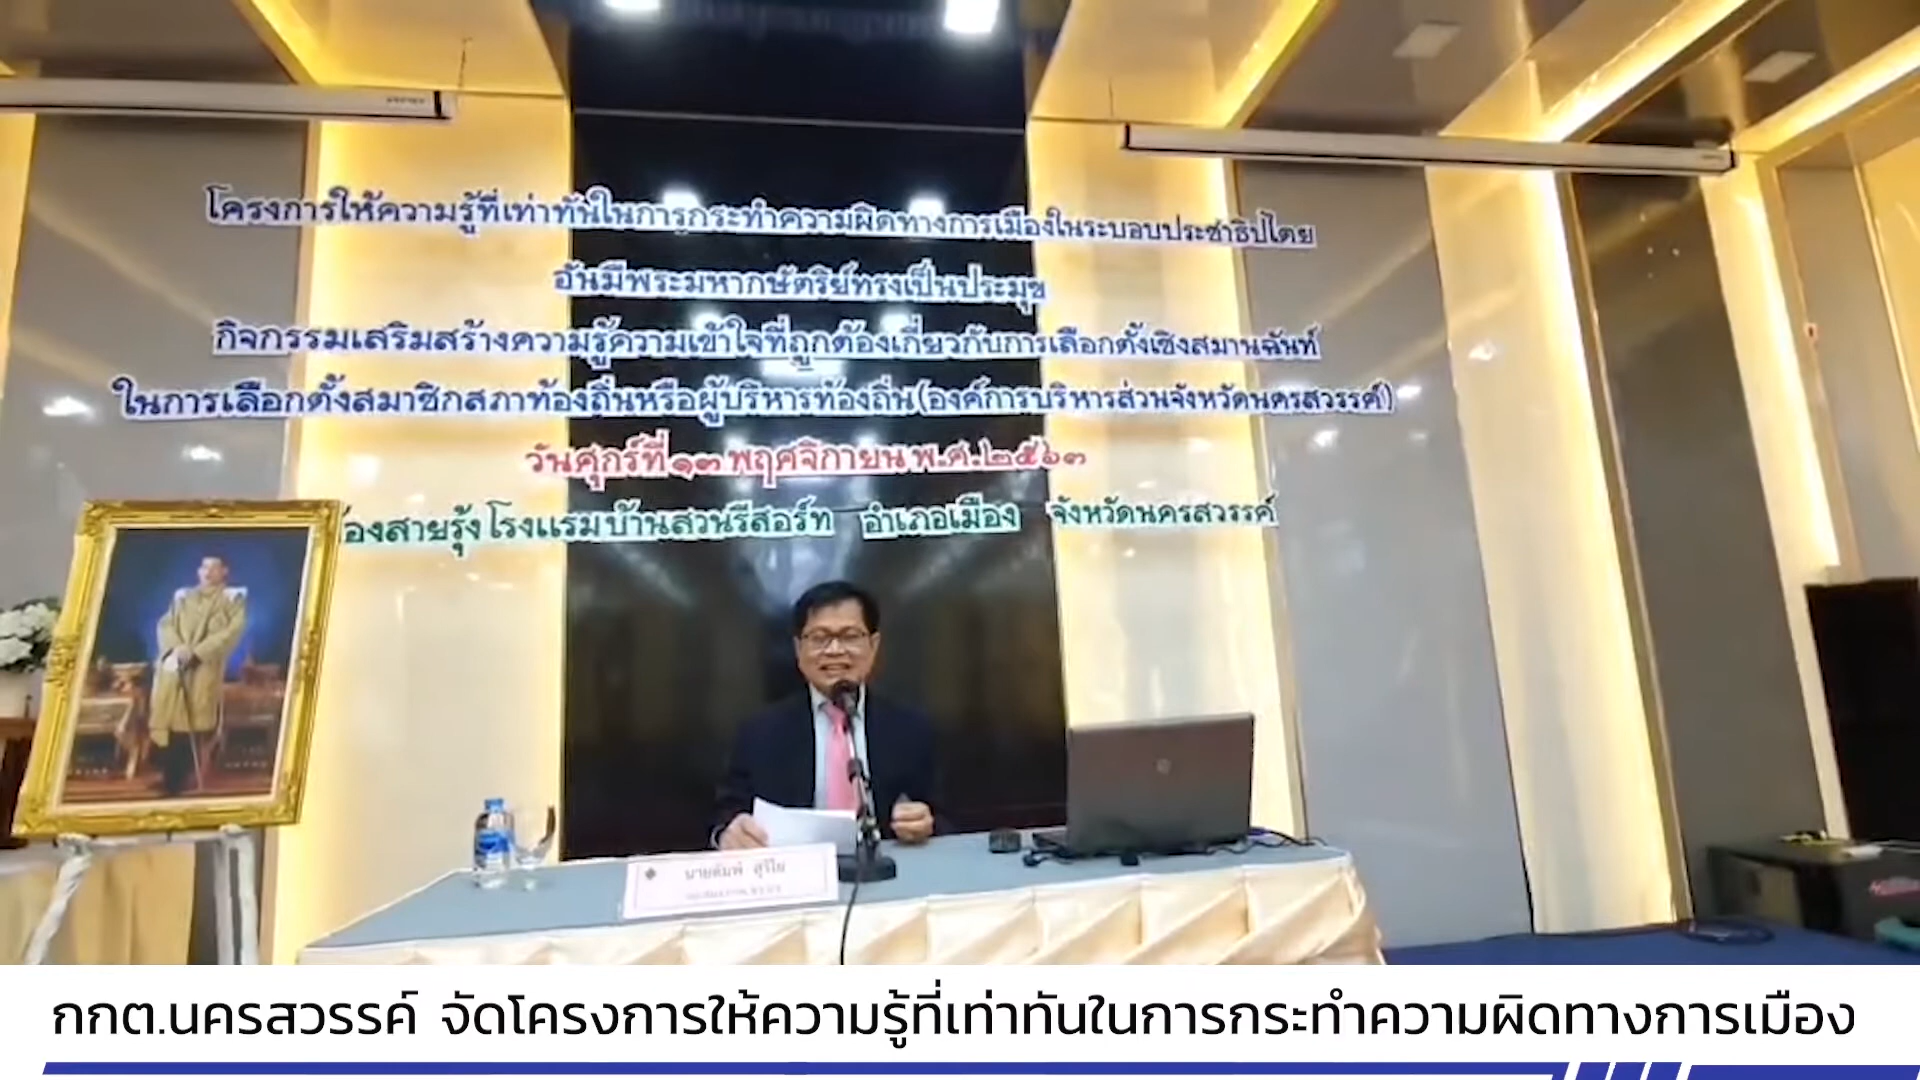 โครงการให้ความรู้ที่เท่าทันในการกระทำความผิดทางการเมืองในระบอบประชาธิปไตย
อันมีพระมหากษัตริย์ทรงเป็นประมุข
กิจกรรมเสริมสร้างความรู้ความเข้าใจที่ถูกต้องเกี่ยวกับการเลือกตั้งเชิงสมานฉันท์
ในการเลือกตั้งสมาชิกสภาท้องถิ่นหรือผู้บริหารท้องถิ่น(องค์การบริหารส่วนจังหวัดนครสวรรค์)
วันศุกร์ที่ ๑๓ พฤศจิกายน พ.ศ.๒๕๖๓
้องสายรุ้ง โรงแรมบ้านสวนรีสอร์ท อำเภอเมือง จังหวัดนครสวรรค์
กกต.นครสวรรค์ จัดโครงการให้ความรู้ที่เท่าทันในการกระทำความผิดทางการเมือง